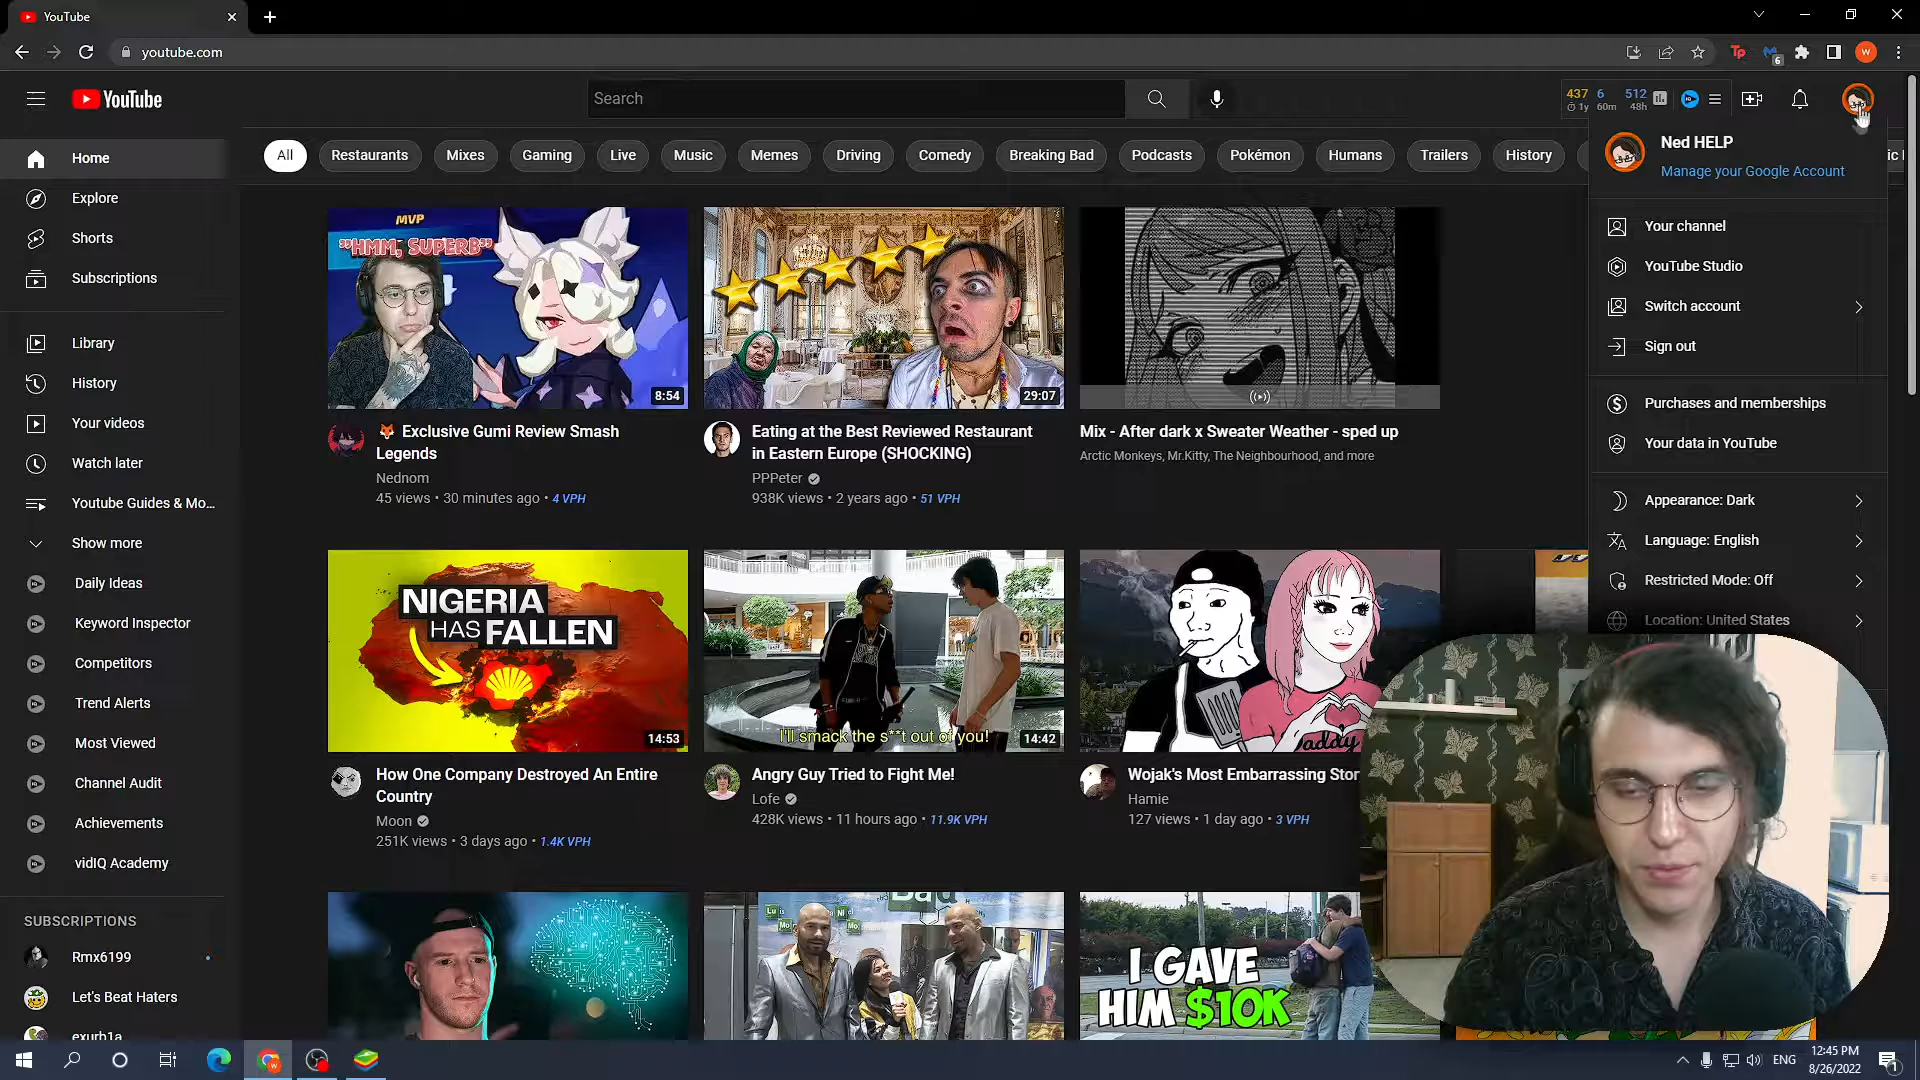 YouTube
youtube.com
Tp
6
W
YouTube
Search
437 6 512
1y 60m 48h
All
Restaurants
Mixes
Gaming
Live
Music
Memes
Driving
Comedy
Breaking Bad
Podcasts
Pokémon
Humans
Trailers
History
Home
Explore
Shorts
Subscriptions
Library
History
Your videos
Watch later
Youtube Guides & Mo...
Show more
Daily Ideas
Keyword Inspector
Competitors
Trend Alerts
Most Viewed
Channel Audit
Achievements
vidIQ Academy
SUBSCRIPTIONS
Rmx6199
Let's Beat Haters
exurb1a
MVP
"HMM, SUPERB"
8:54
🦊 Exclusive Gumi Review Smash
Legends
Nednom
45 views • 30 minutes ago • 4 VPH
29:07
Eating at the Best Reviewed Restaurant
in Eastern Europe (SHOCKING)
PPPeter
938K views • 2 years ago • 51 VPH
Mix - After dark x Sweater Weather - sped up
Arctic Monkeys, Mr.Kitty, The Neighbourhood, and more
NIGERIA
HAS FALLEN
14:53
How One Company Destroyed An Entire
Country
Moon
251K views • 3 days ago • 1.4K VPH
I'll smack the s**t out of you!
14:42
Angry Guy Tried to Fight Me!
Lofe
428K views • 11 hours ago • 11.9K VPH
Daddy
Wojak's Most Embarrassing Stor
Hamie
127 views • 1 day ago • 3 VPH
Bad
I GAVE
HIM $10K
Ned HELP
Manage your Google Account
Your channel
YouTube Studio
Switch account
Sign out
Purchases and memberships
Your data in YouTube
Appearance: Dark
Language: English
Restricted Mode: Off
Location: United States
ENG
12:45 PM
8/26/2022
1